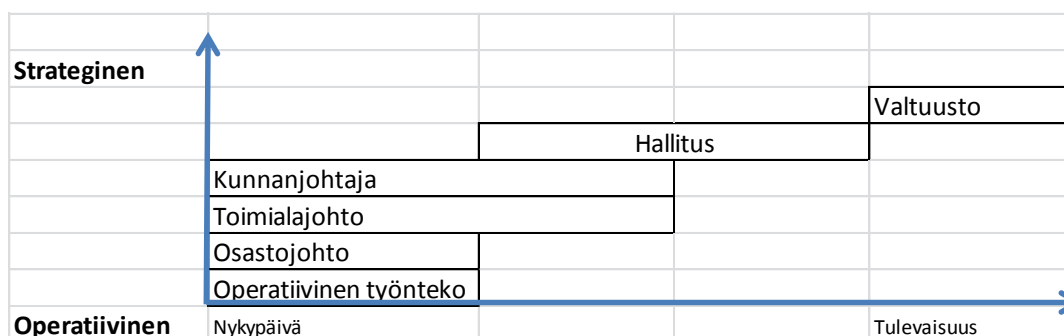 Strateginen
Valtuusto
Hallitus
Kunnanjohtaja
Toimialajohto
Osastojohto
Operatiivinen työnteko
Operatiivinen Nykypäivä Tulevaisuus